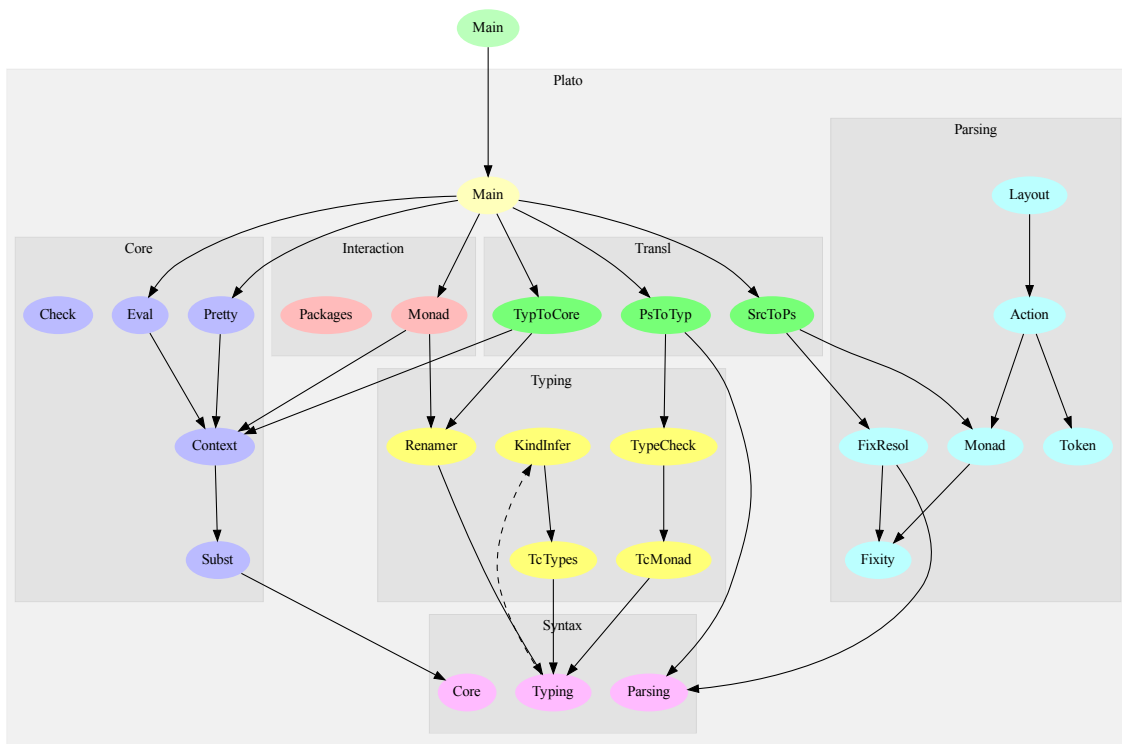 Main
Plato
Parsing
Main
Layout
Core
Interaction
Transl
Check
Eval
Pretty
Packages
Monad
TypToCore
PsToTyp
SrcToPs
Action
Typing
Context
Renamer
KindInfer
TypeCheck
FixResol
Monad
Token
Subst
TcTypes
TcMonad
Fixity
Syntax
Core
Typing
Parsing